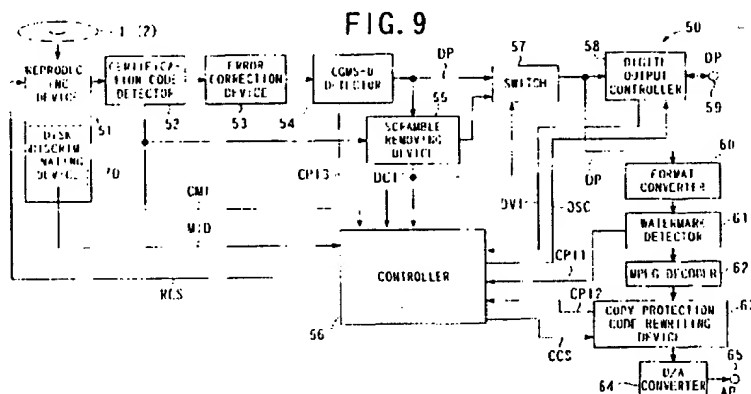 FIG. 9
1 (2)
REPRODUCING DEVICE
51
CERTIFICATION CODE DETECTOR
52
ERROR CORRECTION DEVICE
53
CGMS-D DETECTOR
54
DP
SCRAMBLE REMOVING DEVICE
55
57
SWITCH
58
50
DIGITAL OUTPUT CONTROLLER
DP
59
DISK DISCRIMINATING DEVICE
70
CP13
DCI
CMI
MID
DVI
OSC
DP
60
FORMAT CONVERTER
WATERMARK DETECTOR
61
CP11
MPEG DECODER
62
CP12
CONTROLLER
56
RCS
CCS
COPY PROTECTION CODE REWRITING DEVICE
63
D/A CONVERTER
64
65
AP